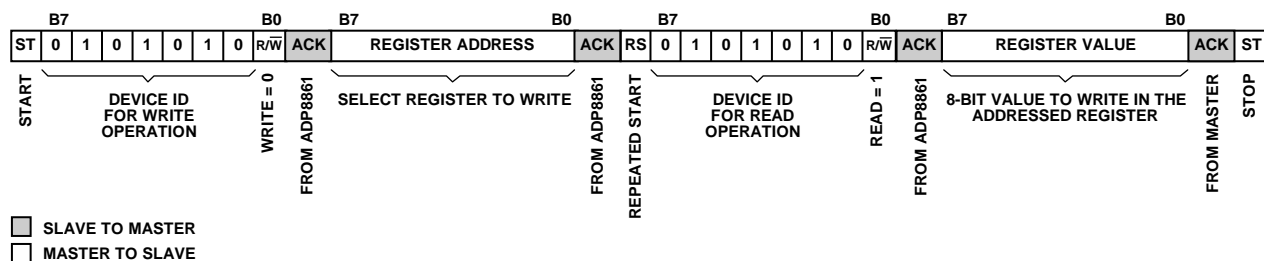 B7 B0 B7 B0 B7 B0 B7 B0
ST 0 1 0 1 0 1 0 R/W̅ ACK REGISTER ADDRESS ACK RS 0 1 0 1 0 1 0 R/W̅ ACK REGISTER VALUE ACK ST
START
DEVICE ID
FOR WRITE
OPERATION
WRITE = 0
FROM ADP8861
SELECT REGISTER TO WRITE
FROM ADP8861
REPEATED START
DEVICE ID
FOR READ
OPERATION
READ = 1
FROM ADP8861
8-BIT VALUE TO WRITE IN THE
ADDRESSED REGISTER
FROM MASTER
STOP
SLAVE TO MASTER
MASTER TO SLAVE